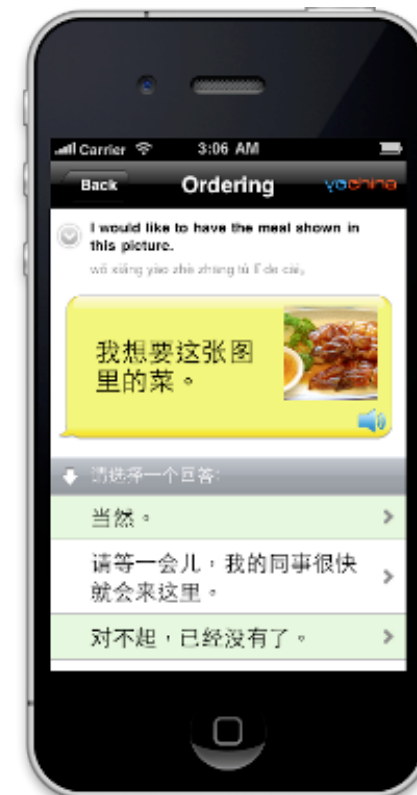 Carrier 3:06 AM
Back Ordering yochina
I would like to have the meal shown in
this picture.
wǒ xiǎng yào zhè zhāng tú lǐ de cài。
我想要这张图
里的菜。
请选择一个回答:
当然。
请等一会儿，我的同事很快
就会来这里。
对不起，已经没有了。